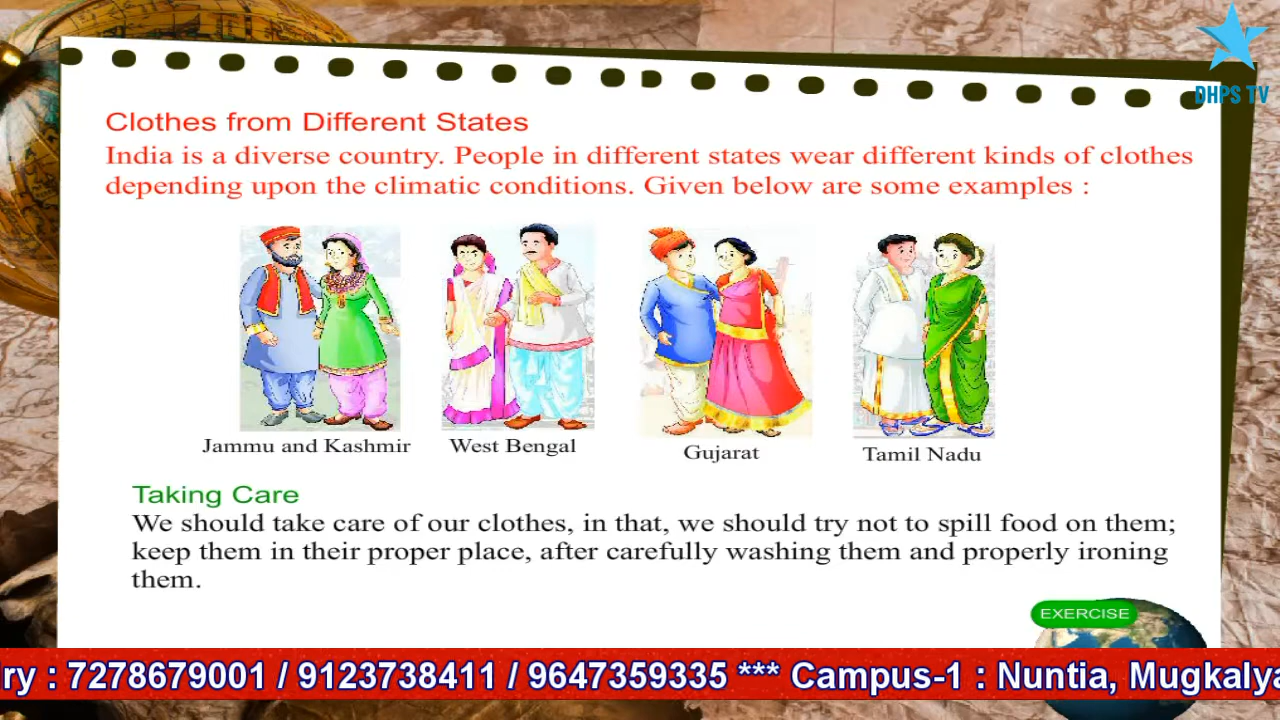 DHPS TV
Clothes from Different States
India is a diverse country. People in different states wear different kinds of clothes
depending upon the climatic conditions. Given below are some examples :
Jammu and Kashmir
West Bengal
Gujarat
Tamil Nadu
Taking Care
We should take care of our clothes, in that, we should try not to spill food on them;
keep them in their proper place, after carefully washing them and properly ironing
them.
EXERCISE
: 7278679001 / 9123738411 / 9647359335 *** Campus-1 : Nuntia,